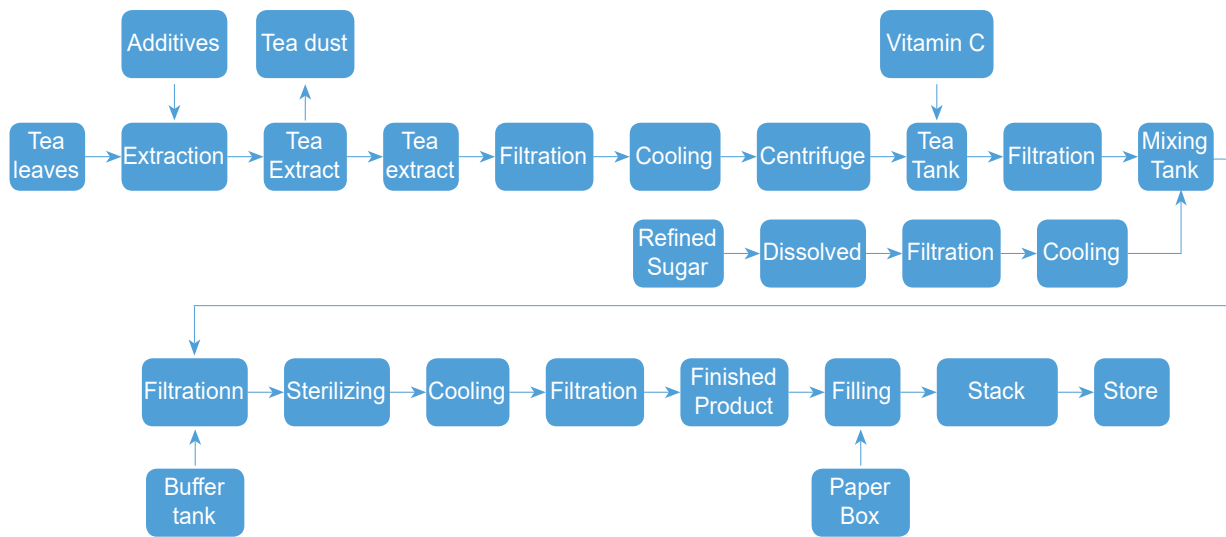 Additives
Tea dust
Vitamin C
Tea
leaves
Extraction
Tea
Extract
Tea
extract
Filtration
Cooling
Centrifuge
Tea
Tank
Filtration
Mixing
Tank
Refined
Sugar
Dissolved
Filtration
Cooling
Filtrationn
Sterilizing
Cooling
Filtration
Finished
Product
Filling
Stack
Store
Buffer
tank
Paper
Box